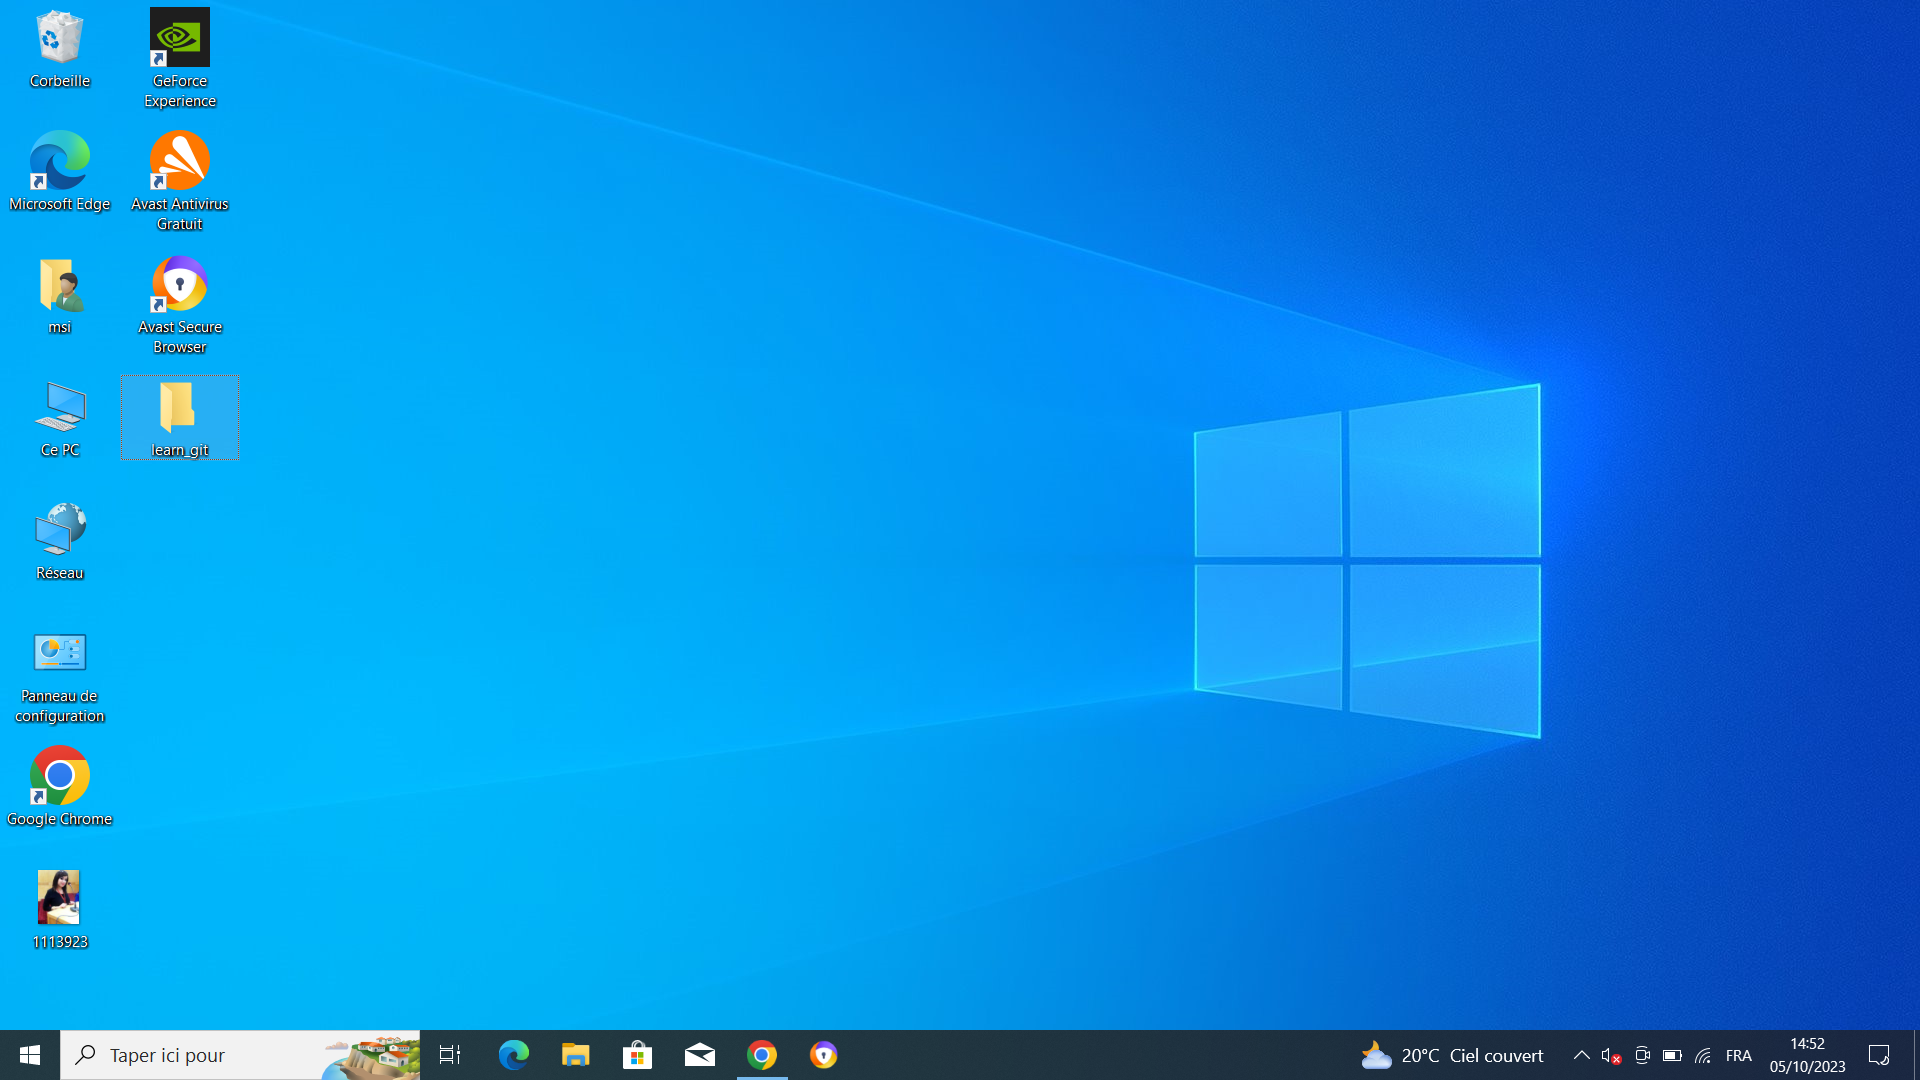 Corbeille
GeForce
Experience
Microsoft Edge
Avast Antivirus
Gratuit
msi
Avast Secure
Browser
Ce PC
learn_git
Réseau
Panneau de
configuration
Google Chrome
1113923
Taper ici pour
20°C Ciel couvert
FRA
14:52
05/10/2023